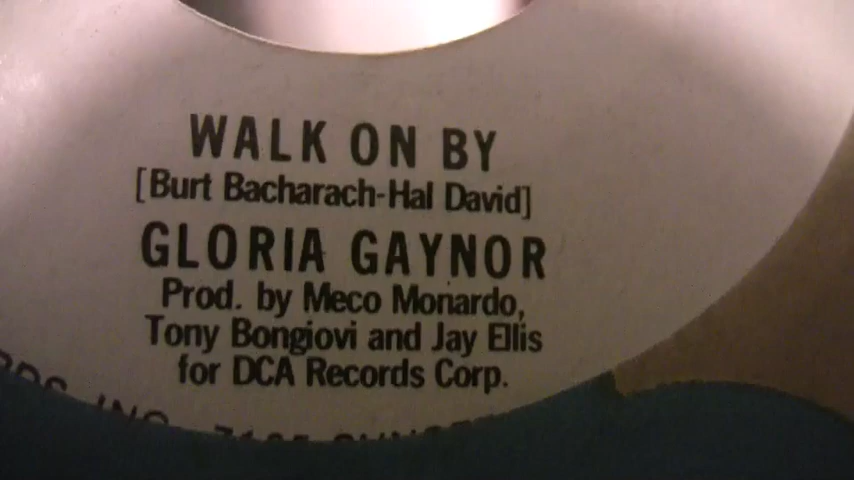 WALK ON BY
[Burt Bacharach-Hal David]
GLORIA GAYNOR
Prod. by Meco Monardo,
Tony Bongiovi and Jay Ellis
for DCA Records Corp.
INC.